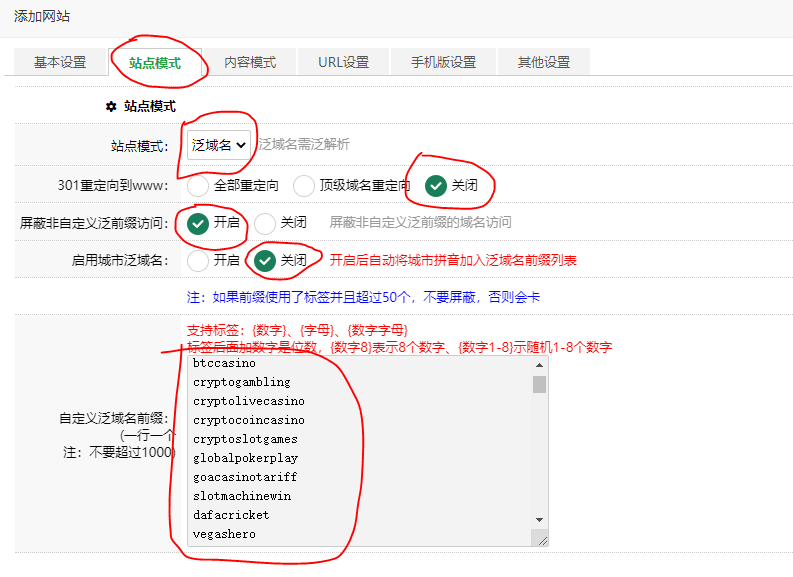 添加网站
基本设置 站点模式 内容模式 URL设置 手机版设置 其他设置
站点模式
站点模式： 泛域名 泛域名需泛解析
301重定向到www： 全部重定向 顶级域名重定向 关闭
屏蔽非自定义泛前缀访问： 开启 关闭 屏蔽非自定义泛前缀的域名访问
启用城市泛域名： 开启 关闭 开启后自动将城市拼音加入泛域名前缀列表
注：如果前缀使用了标签并且超过50个，不要屏蔽，否则会卡
支持标签：{数字}、{字母}、{数字字母}
标签后面加数字是位数，{数字8}表示8个数字、{数字1-8}示随机1-8个数字
自定义泛域名前缀：
(一行一个
注：不要超过1000)
btccasino
cryptogambling
cryptolivecasino
cryptocoincasino
cryptoslotgames
globalpokerplay
goacasinotariff
slotmachinewin
dafacricket
vegashero